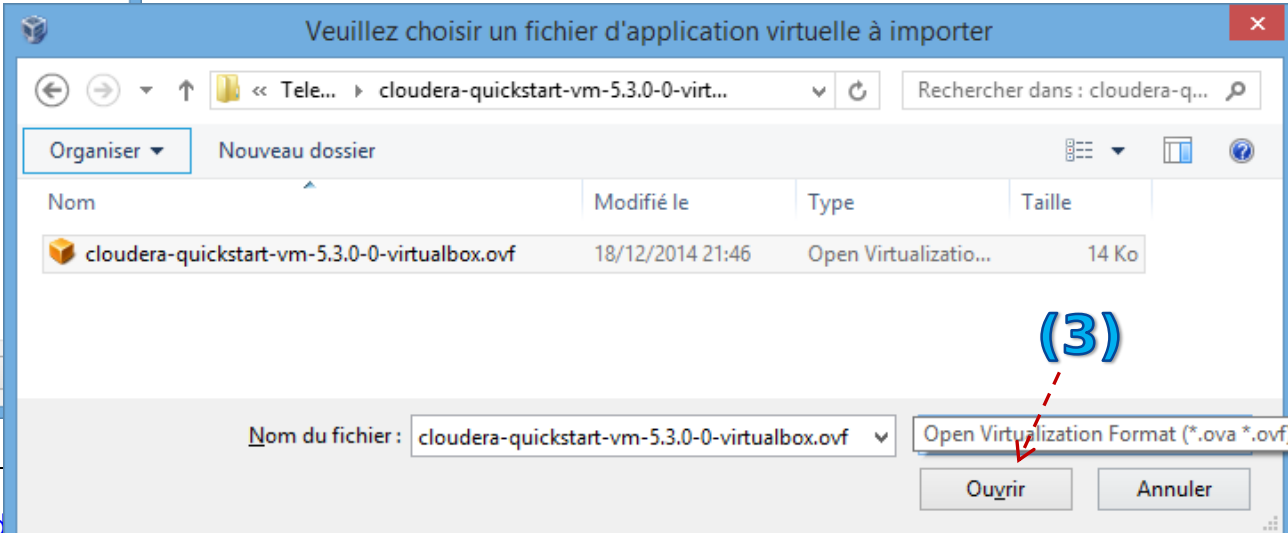 Veuillez choisir un fichier d'application virtuelle à importer
« Tele... cloudera-quickstart-vm-5.3.0-0-virt... Rechercher dans : cloudera-q...
Organiser Nouveau dossier
Nom Modifié le Type Taille
cloudera-quickstart-vm-5.3.0-0-virtualbox.ovf 18/12/2014 21:46 Open Virtualizatio... 14 Ko
(3)
Nom du fichier : cloudera-quickstart-vm-5.3.0-0-virtualbox.ovf Open Virtualization Format (*.ova *.ovf
Ouvrir Annuler